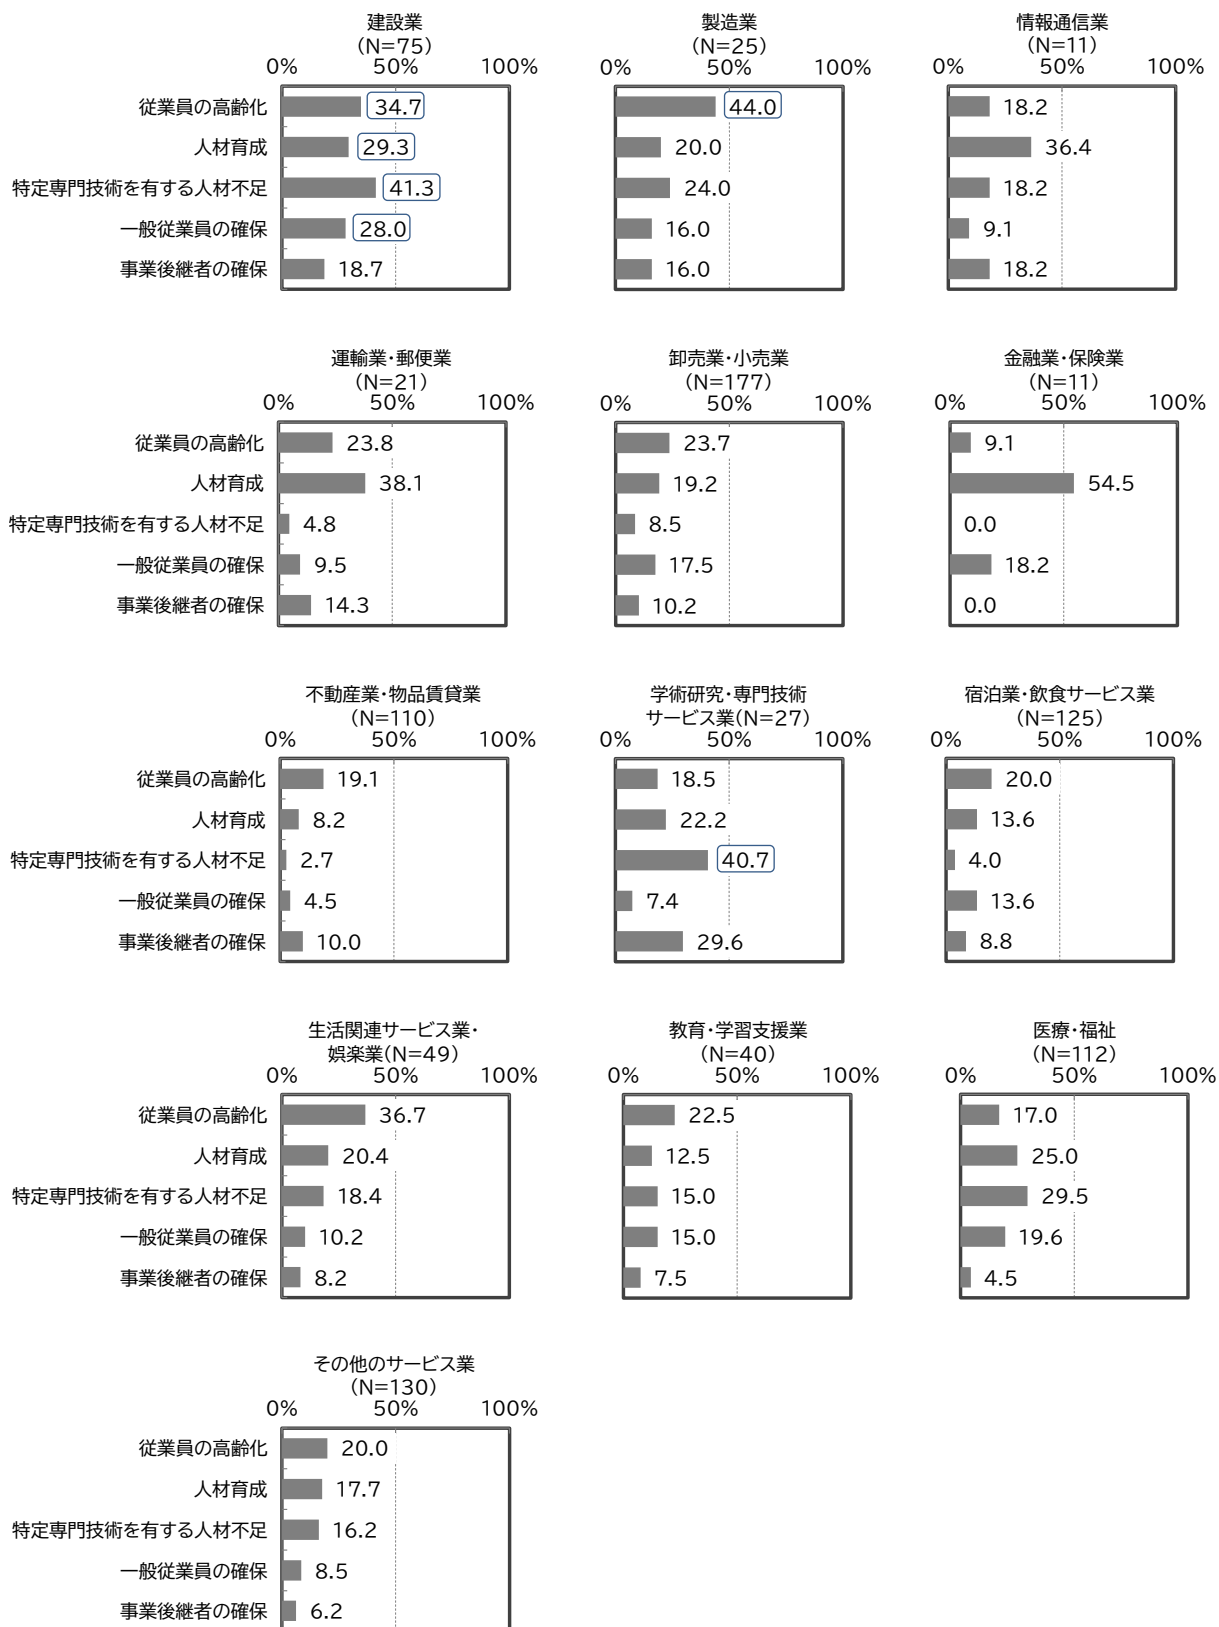 建設業
（N=75）
0% 50% 100%
従業員の高齢化 34.7
人材育成 29.3
特定専門技術を有する人材不足 41.3
一般従業員の確保 28.0
事業後継者の確保 18.7
製造業
（N=25）
0% 50% 100%
44.0
20.0
24.0
16.0
16.0
情報通信業
（N=11）
0% 50% 100%
18.2
36.4
18.2
9.1
18.2
運輸業・郵便業
（N=21）
0% 50% 100%
従業員の高齢化 23.8
人材育成 38.1
特定専門技術を有する人材不足 4.8
一般従業員の確保 9.5
事業後継者の確保 14.3
卸売業・小売業
（N=177）
0% 50% 100%
23.7
19.2
8.5
17.5
10.2
金融業・保険業
（N=11）
0% 50% 100%
9.1
54.5
0.0
18.2
0.0
不動産業・物品賃貸業
（N=110）
0% 50% 100%
従業員の高齢化 19.1
人材育成 8.2
特定専門技術を有する人材不足 2.7
一般従業員の確保 4.5
事業後継者の確保 10.0
学術研究・専門技術
サービス業（N=27）
0% 50% 100%
18.5
22.2
40.7
7.4
29.6
宿泊業・飲食サービス業
（N=125）
0% 50% 100%
20.0
13.6
4.0
13.6
8.8
生活関連サービス業・
娯楽業（N=49）
0% 50% 100%
従業員の高齢化 36.7
人材育成 20.4
特定専門技術を有する人材不足 18.4
一般従業員の確保 10.2
事業後継者の確保 8.2
教育・学習支援業
（N=40）
0% 50% 100%
22.5
12.5
15.0
15.0
7.5
医療・福祉
（N=112）
0% 50% 100%
17.0
25.0
29.5
19.6
4.5
その他のサービス業
（N=130）
0% 50% 100%
従業員の高齢化 20.0
人材育成 17.7
特定専門技術を有する人材不足 16.2
一般従業員の確保 8.5
事業後継者の確保 6.2